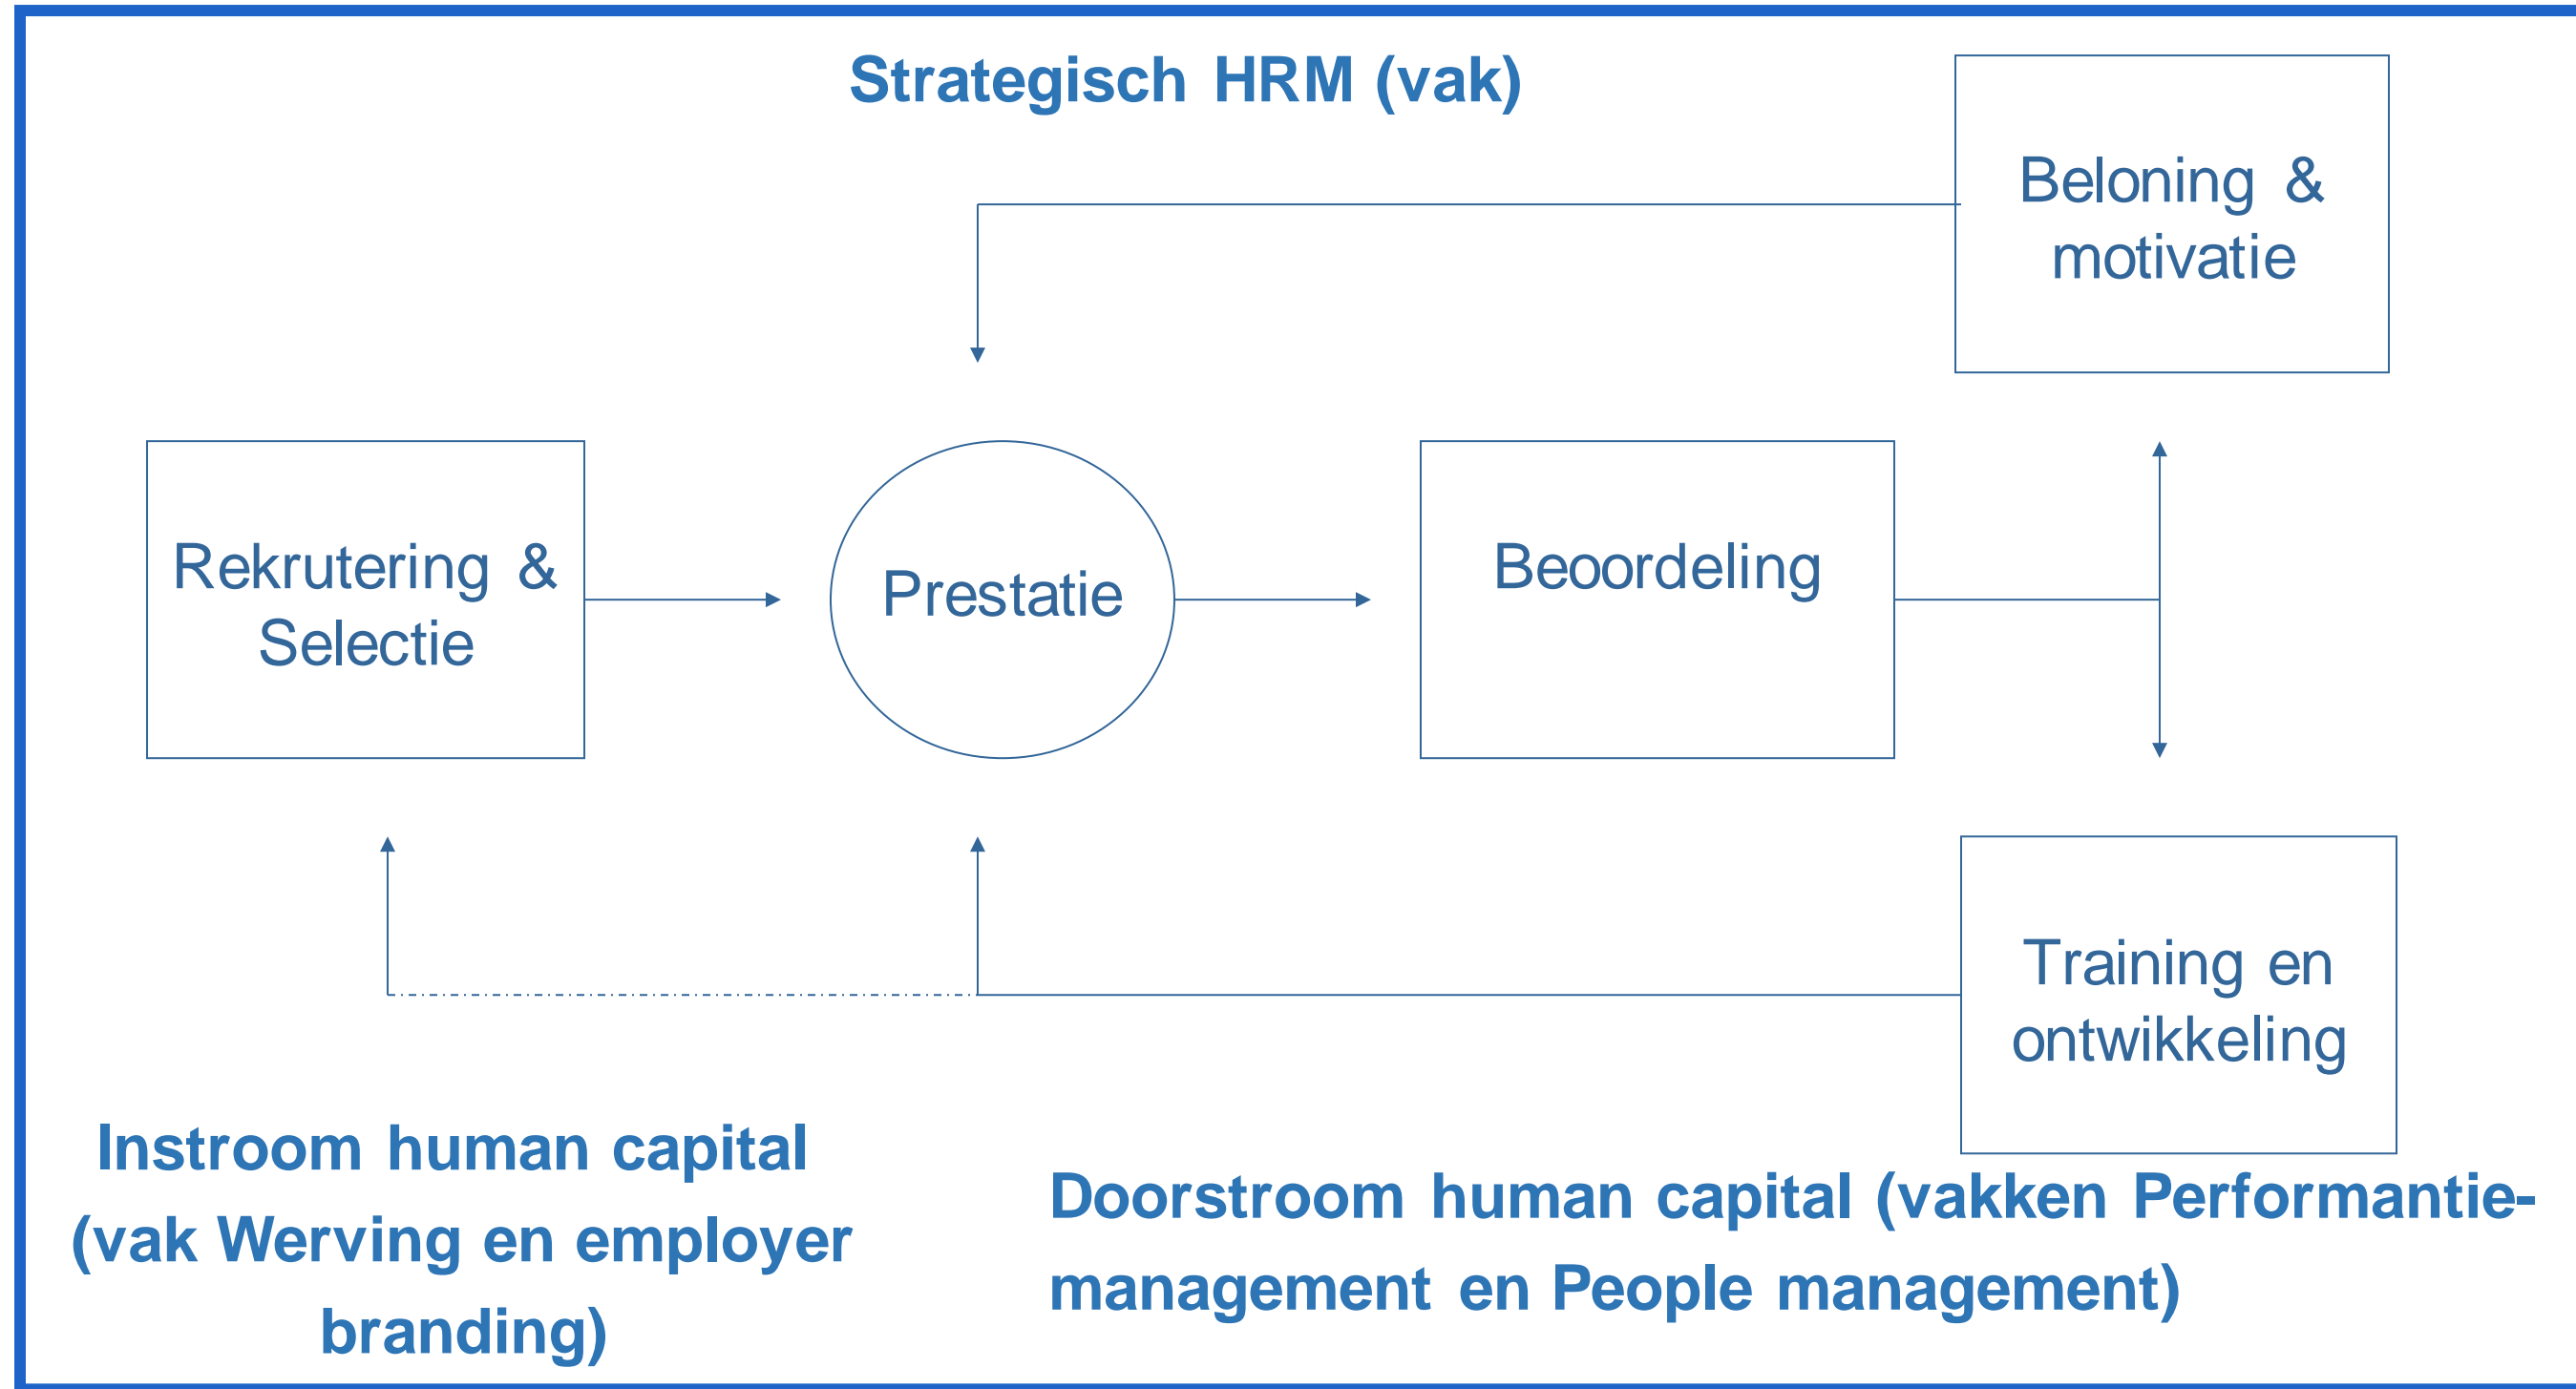 Strategisch HRM (vak)
Beloning &
motivatie
Rekrutering &
Selectie
Prestatie
Beoordeling
Training en
ontwikkeling
Instroom human capital
(vak Werving en employer
branding)
Doorstroom human capital (vakken Performantie-
management en People management)